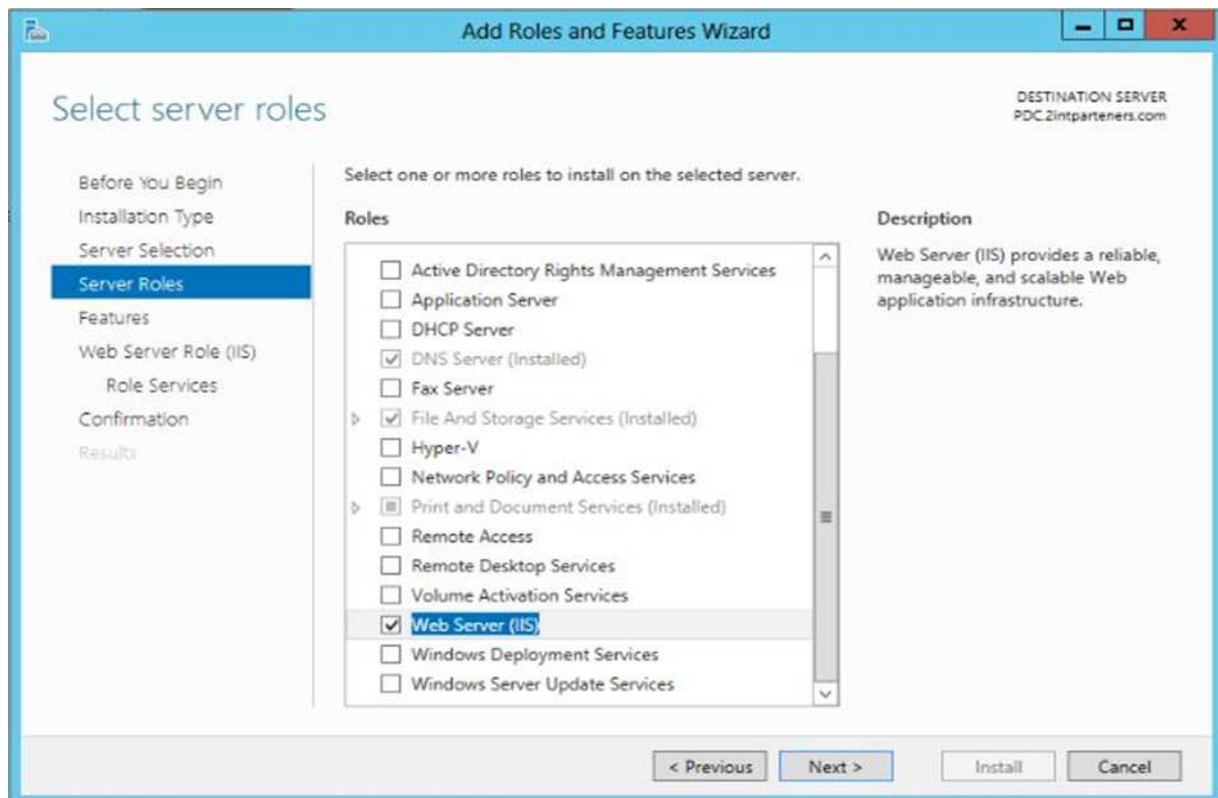 Add Roles and Features Wizard
Select server roles
DESTINATION SERVER
PDC.2intparteners.com
Before You Begin
Installation Type
Server Selection
Server Roles
Features
Web Server Role (IIS)
Role Services
Confirmation
Results
Select one or more roles to install on the selected server.
Roles
Active Directory Rights Management Services
Application Server
DHCP Server
DNS Server (Installed)
Fax Server
File And Storage Services (Installed)
Hyper-V
Network Policy and Access Services
Print and Document Services (Installed)
Remote Access
Remote Desktop Services
Volume Activation Services
Web Server (IIS)
Windows Deployment Services
Windows Server Update Services
Description
Web Server (IIS) provides a reliable,
manageable, and scalable Web
application infrastructure.
< Previous
Next >
Install
Cancel